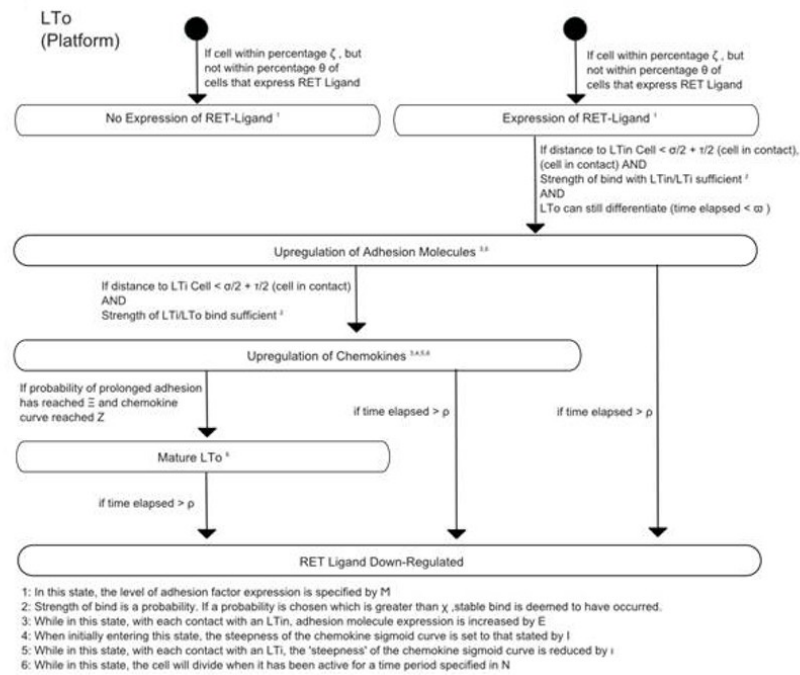 LTo
(Platform)
If cell within percentage ζ , but
not within percentage θ of
cells that express RET Ligand
If cell within percentage ζ , but
not within percentage θ of
cells that express RET Ligand
No Expression of RET-Ligand ¹
Expression of RET-Ligand ¹
If distance to LTin Cell < σ/2 + τ/2 (cell in contact),
(cell in contact) AND
Strength of bind with LTin/LTi sufficient ²
AND
LTo can still differentiate (time elapsed < ϖ )
Upregulation of Adhesion Molecules ³,⁶
If distance to LTi Cell < σ/2 + τ/2 (cell in contact)
AND
Strength of LTi/LTo bind sufficient ²
Upregulation of Chemokines ³,⁴,⁵,⁶
If probability of prolonged adhesion
has reached Ξ and chemokine
curve reached Z
if time elapsed > ρ
if time elapsed > ρ
Mature LTo ⁶
if time elapsed > ρ
RET Ligand Down-Regulated
1: In this state, the level of adhesion factor expression is specified by M
2: Strength of bind is a probability. If a probability is chosen which is greater than χ ,stable bind is deemed to have occurred.
3: While in this state, with each contact with an LTin, adhesion molecule expression is increased by E
4: When initially entering this state, the steepness of the chemokine sigmoid curve is set to that stated by I
5: While in this state, with each contact with an LTi, the 'steepness' of the chemokine sigmoid curve is reduced by ι
6: While in this state, the cell will divide when it has been active for a time period specified in N